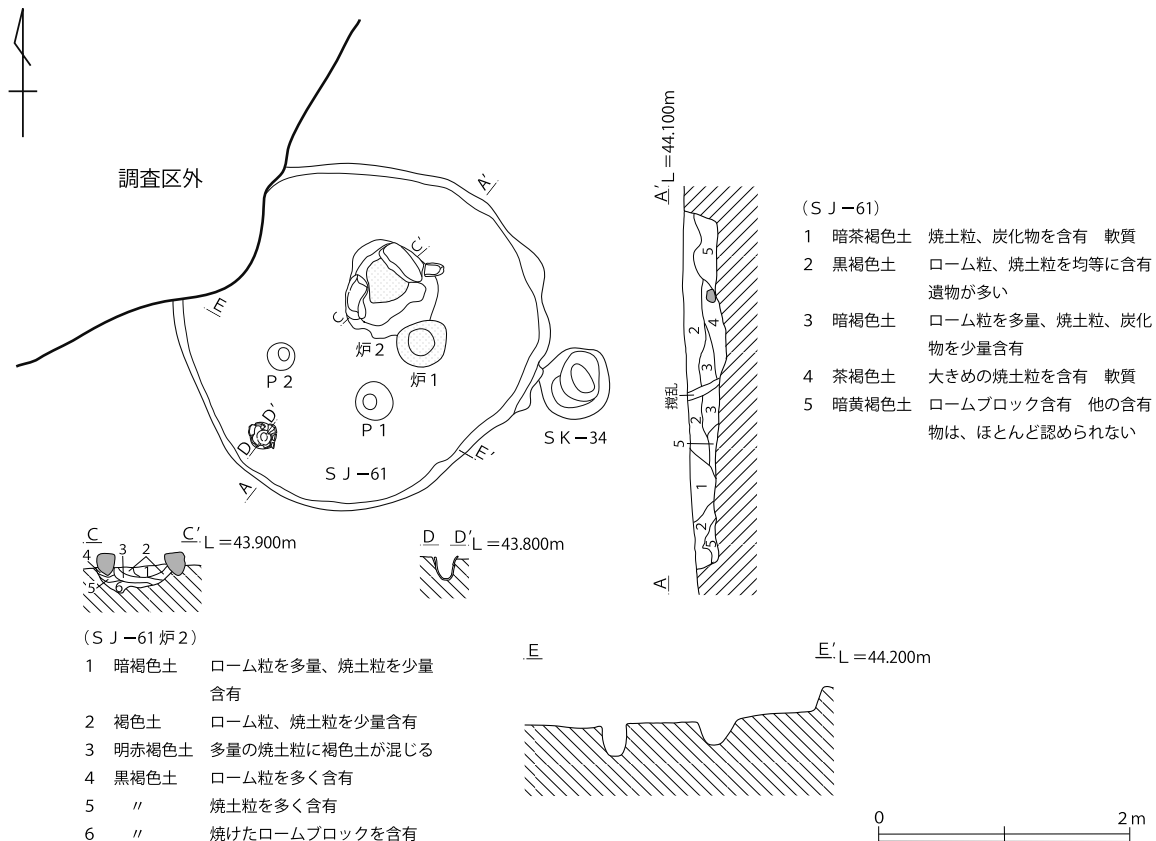 調査区外
A′
C′
C
E
炉2
炉1
P2
P1
D′
D
A
E′
SJ-61
SK-34
A′ L=44.100m
5
2
4
3
撹乱
2
3
5
1
2
5
A
(SJ-61)
1 暗茶褐色土 焼土粒、炭化物を含有 軟質
2 黒褐色土 ローム粒、焼土粒を均等に含有
遺物が多い
3 暗褐色土 ローム粒を多量、焼土粒、炭化
物を少量含有
4 茶褐色土 大きめの焼土粒を含有 軟質
5 暗黄褐色土 ロームブロック含有 他の含有
物は、ほとんど認められない
C C′ L=43.900m
4 3 2
1
5 6
D D′ L=43.800m
(SJ-61 炉2)
1 暗褐色土 ローム粒を多量、焼土粒を少量
含有
2 褐色土 ローム粒、焼土粒を少量含有
3 明赤褐色土 多量の焼土粒に褐色土が混じる
4 黒褐色土 ローム粒を多く含有
5 〃 焼土粒を多く含有
6 〃 焼けたロームブロックを含有
E E′ L=44.200m
0 2m